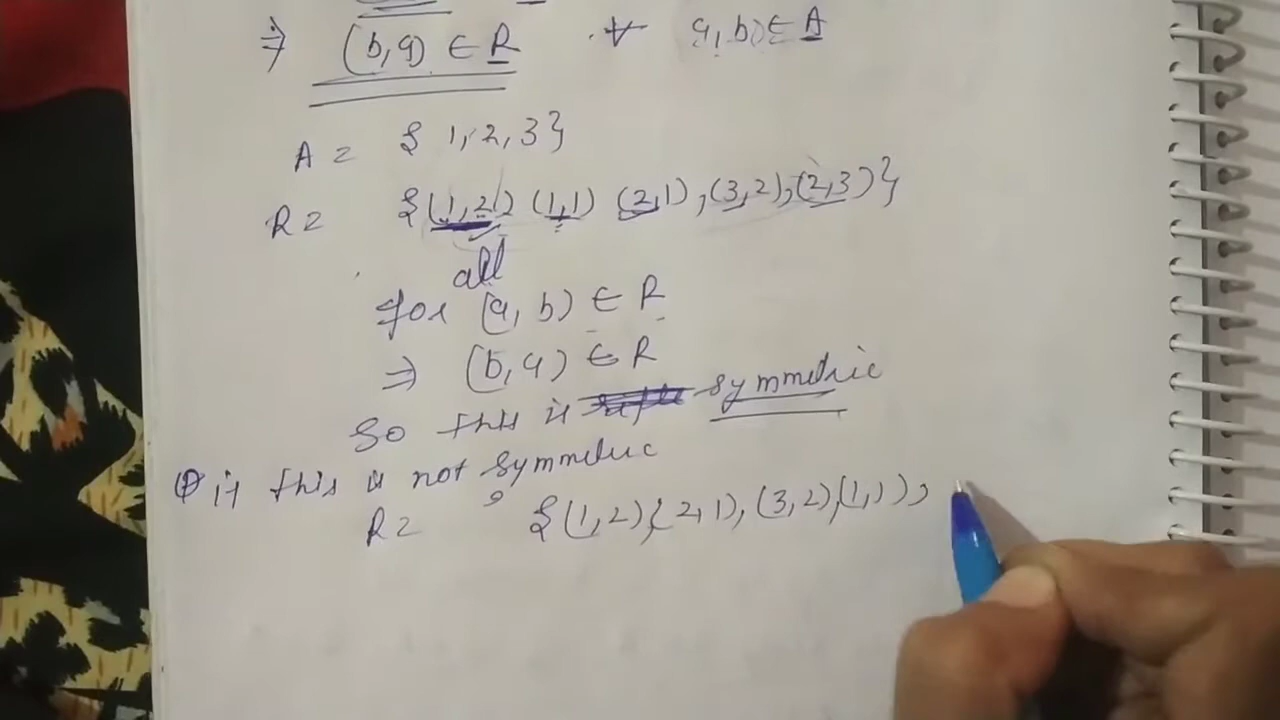 ⇒ (b,a) ∈ R ∀ a, b) ∈ A
A = { 1, 2, 3}
R = { (1,2) (1,1) (2,1), (3,2), (2,3) }
all
for (a, b) ∈ R
⇒ (b,a) ∈ R
So this is symmetric
if this is not symmetric
R = { (1,2), (2,1), (3,2), (1,1),